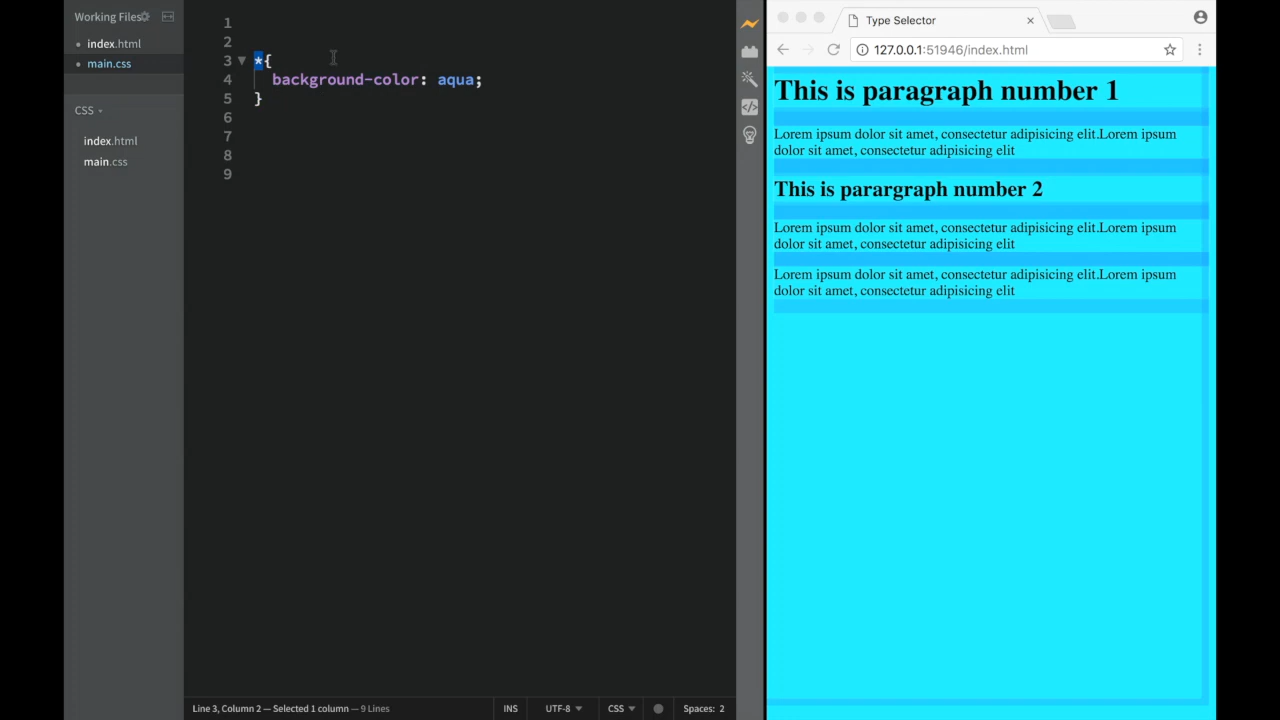 Working Files
index.html
main.css
CSS
index.html
main.css
1
2
3 *{
4 background-color: aqua;
5 }
6
7
8
9
Line 3, Column 2 — Selected 1 column — 9 Lines
INS
UTF-8
CSS
Spaces: 2
Type Selector
127.0.0.1:51946/index.html
This is paragraph number 1
Lorem ipsum dolor sit amet, consectetur adipisicing elit.Lorem ipsum
dolor sit amet, consectetur adipisicing elit
This is parargraph number 2
Lorem ipsum dolor sit amet, consectetur adipisicing elit.Lorem ipsum
dolor sit amet, consectetur adipisicing elit
Lorem ipsum dolor sit amet, consectetur adipisicing elit.Lorem ipsum
dolor sit amet, consectetur adipisicing elit